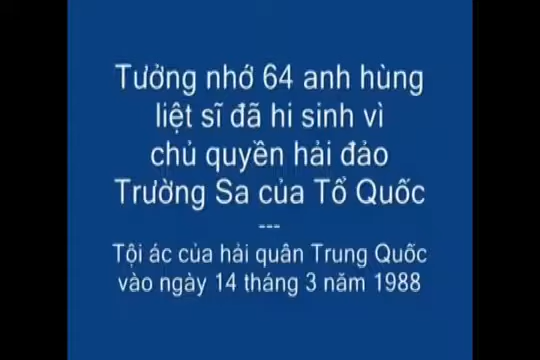 Tưởng nhớ 64 anh hùng
liệt sĩ đã hi sinh vì
chủ quyền hải đảo
Trường Sa của Tổ Quốc
---
Tội ác của hải quân Trung Quốc
vào ngày 14 tháng 3 năm 1988